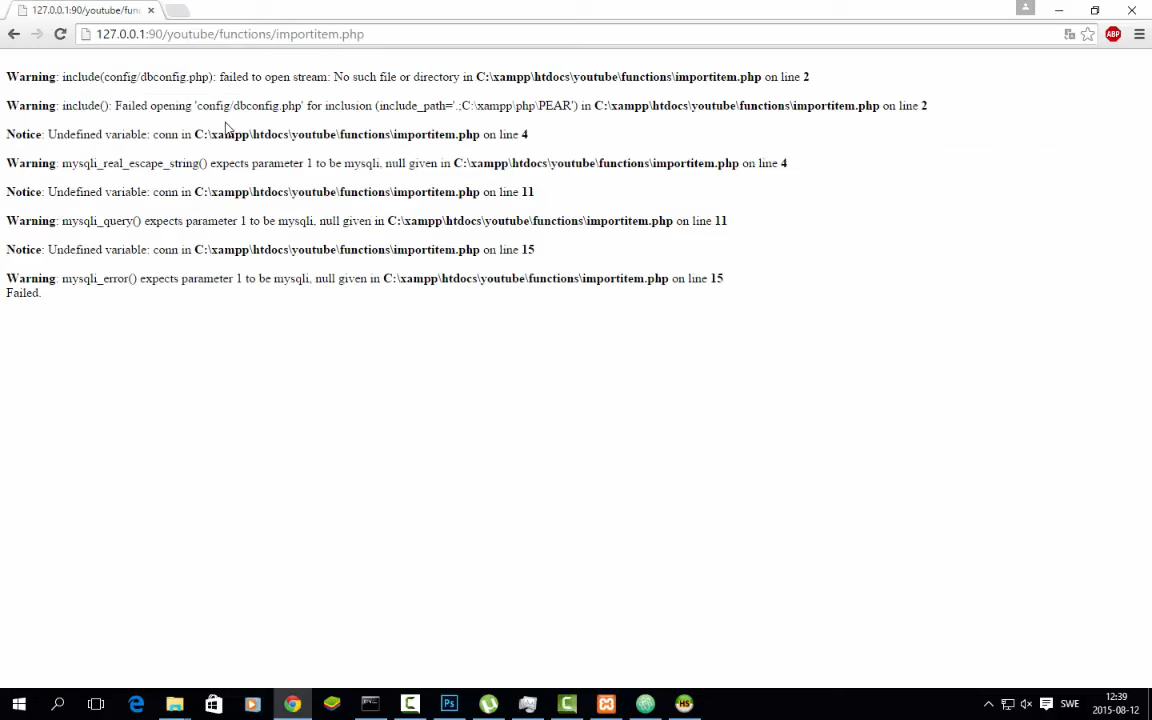 127.0.0.1:90/youtube/fun
127.0.0.1:90/youtube/functions/importitem.php
ABP
Warning: include(config/dbconfig.php): failed to open stream: No such file or directory in C:\xampp\htdocs\youtube\functions\importitem.php on line 2
Warning: include(): Failed opening 'config/dbconfig.php' for inclusion (include_path='.;C:\xampp\php\PEAR') in C:\xampp\htdocs\youtube\functions\importitem.php on line 2
Notice: Undefined variable: conn in C:\xampp\htdocs\youtube\functions\importitem.php on line 4
Warning: mysqli_real_escape_string() expects parameter 1 to be mysqli, null given in C:\xampp\htdocs\youtube\functions\importitem.php on line 4
Notice: Undefined variable: conn in C:\xampp\htdocs\youtube\functions\importitem.php on line 11
Warning: mysqli_query() expects parameter 1 to be mysqli, null given in C:\xampp\htdocs\youtube\functions\importitem.php on line 11
Notice: Undefined variable: conn in C:\xampp\htdocs\youtube\functions\importitem.php on line 15
Warning: mysqli_error() expects parameter 1 to be mysqli, null given in C:\xampp\htdocs\youtube\functions\importitem.php on line 15
Failed.
Ps
HS
SWE
12:39
2015-08-12